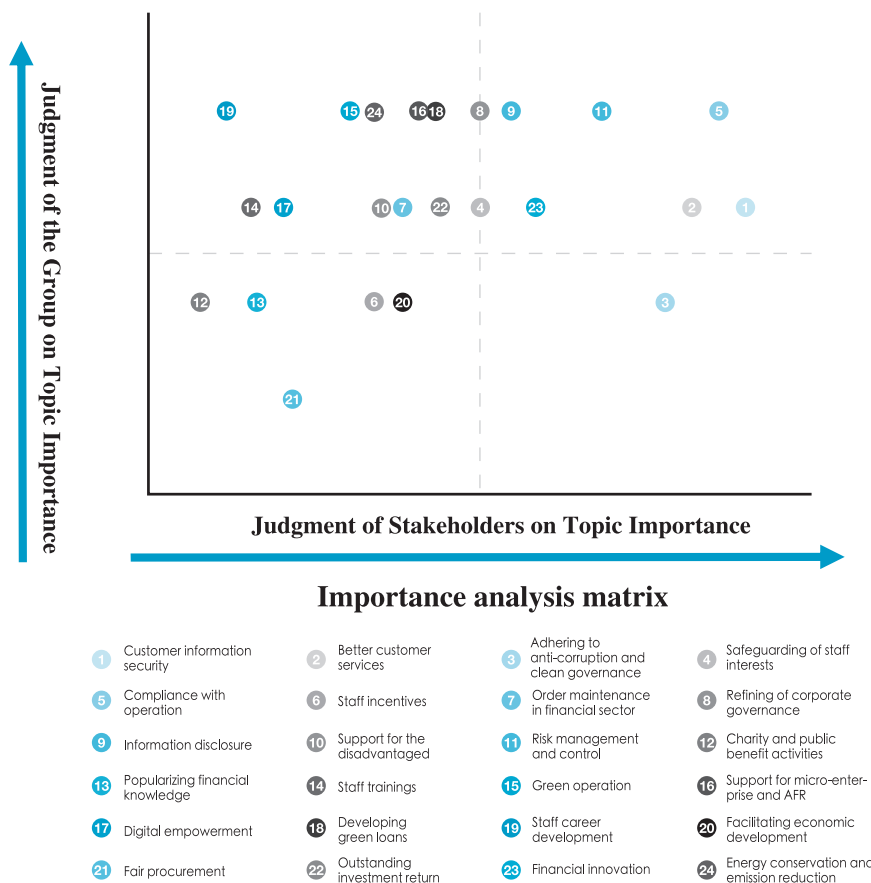 Judgment of the Group on Topic Importance
19
15
24
16
18
8
9
11
5
14
17
10
7
22
4
23
2
1
12
13
6
20
3
21
Judgment of Stakeholders on Topic Importance
Importance analysis matrix
1 Customer information
security
2 Better customer
services
3 Adhering to
anti-corruption and
clean governance
4 Safeguarding of staff
interests
5 Compliance with
operation
6 Staff incentives
7 Order maintenance
in financial sector
8 Refining of corporate
governance
9 Information disclosure
10 Support for the
disadvantaged
11 Risk management
and control
12 Charity and public
benefit activities
13 Popularizing financial
knowledge
14 Staff trainings
15 Green operation
16 Support for micro-enter-
prise and AFR
17 Digital empowerment
18 Developing
green loans
19 Staff career
development
20 Facilitating economic
development
21 Fair procurement
22 Outstanding
investment return
23 Financial innovation
24 Energy conservation and
emission reduction